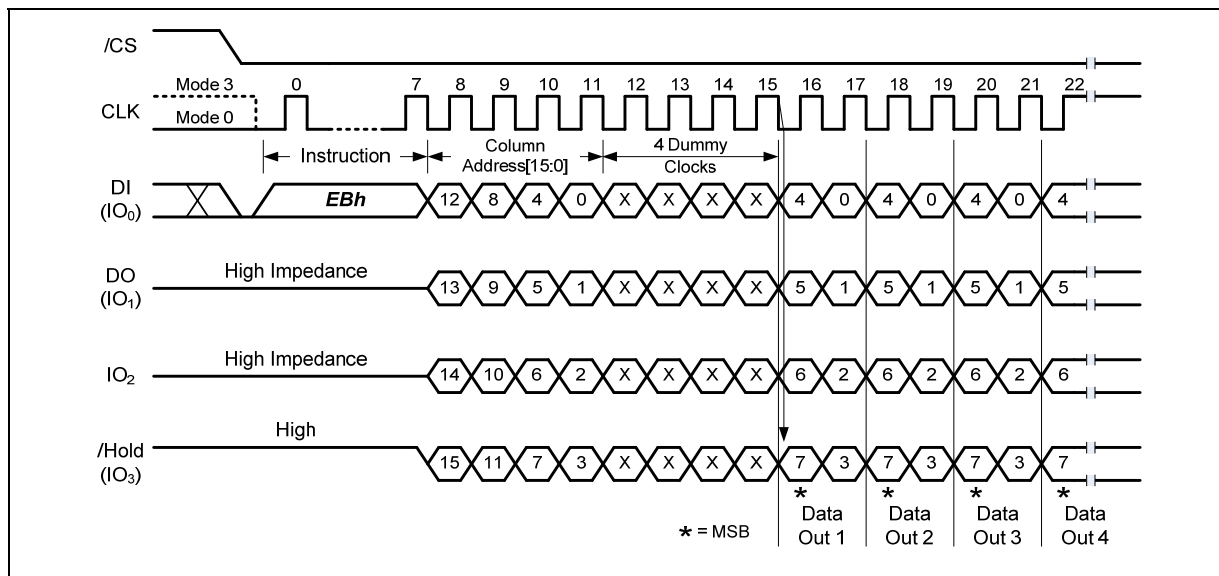 /CS
Mode 3
0 7 8 9 10 11 12 13 14 15 16 17 18 19 20 21 22
CLK
Mode 0
Instruction
Column
Address[15:0]
4 Dummy
Clocks
DI
(IO0)
EBh
12 8 4 0 X X X X 4 0 4 0 4 0 4
DO
(IO1)
High Impedance
13 9 5 1 X X X X 5 1 5 1 5 1 5
IO2
High Impedance
14 10 6 2 X X X X 6 2 6 2 6 2 6
/Hold
(IO3)
High
15 11 7 3 X X X X 7 3 7 3 7 3 7
* * * *
* = MSB
Data
Out 1
Data
Out 2
Data
Out 3
Data
Out 4